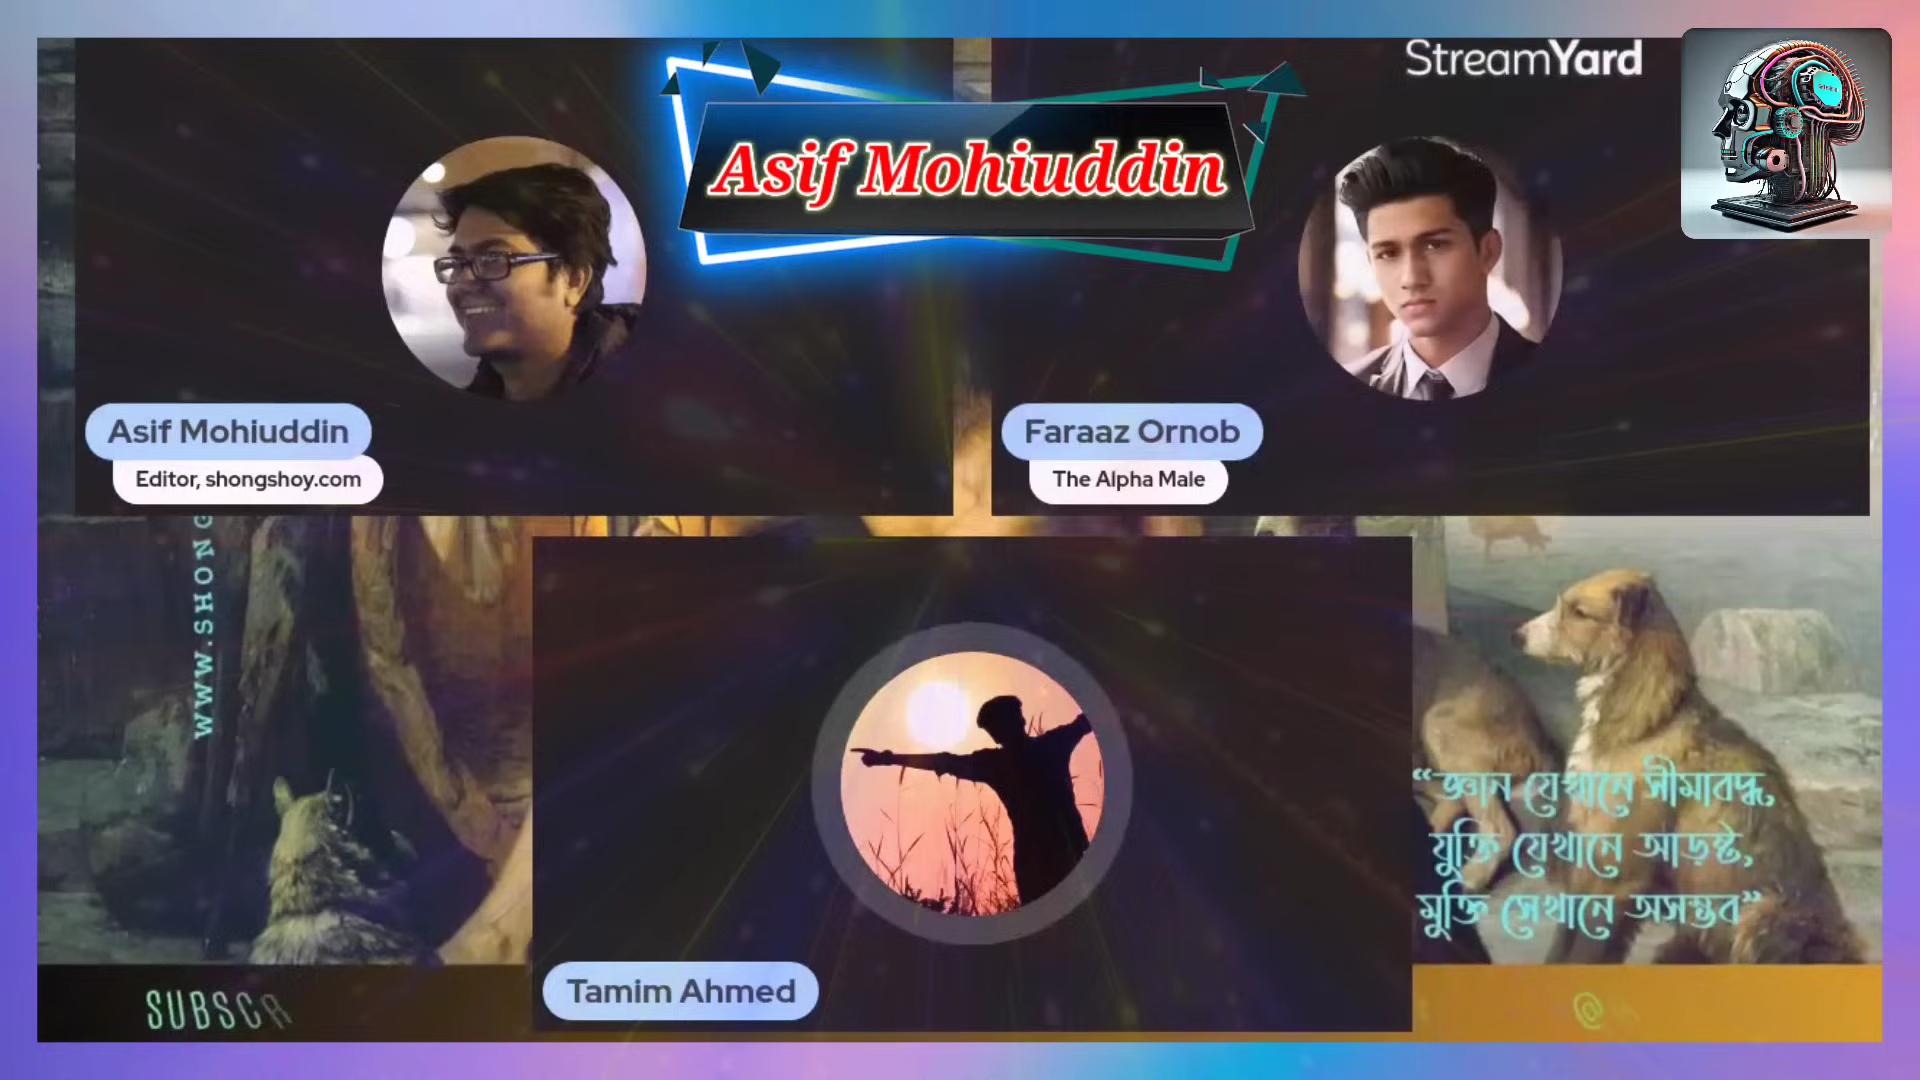 StreamYard
Asif Mohiuddin
Asif Mohiuddin
Editor, shongshoy.com
Faraaz Ornob
The Alpha Male
WWW.SHONG
“জ্ঞান যেখানে সীমাবদ্ধ,
যুক্তি যেখানে আড়ষ্ট,
মুক্তি সেখানে অসম্ভব”
Tamim Ahmed
SUBSCR
@